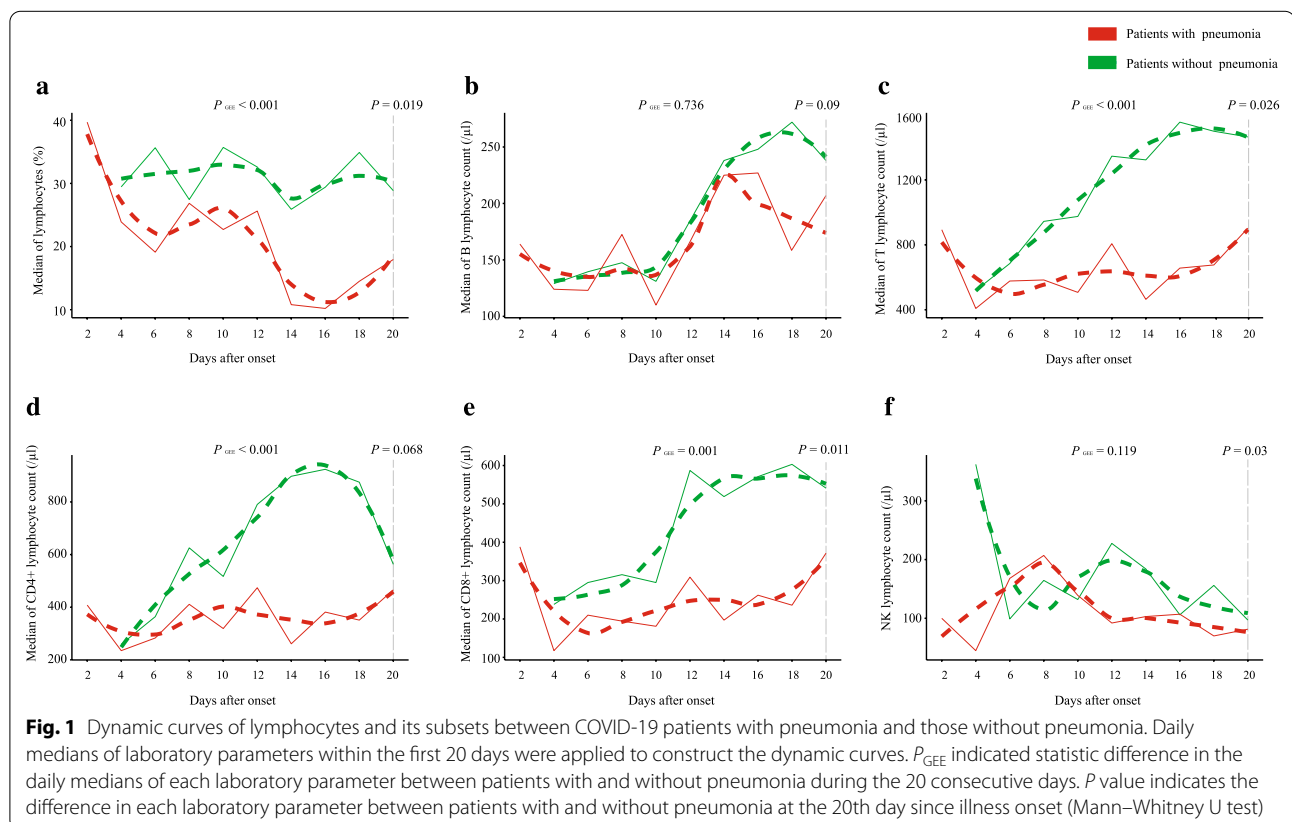 Patients with pneumonia
Patients without pneumonia
a
P GEE < 0.001
P = 0.019
Median of lymphocytes (%)
40
30
20
10
2 4 6 8 10 12 14 16 18 20
Days after onset
b
P GEE = 0.736
P = 0.09
Median of B lymphocyte count (/µl)
250
200
150
100
2 4 6 8 10 12 14 16 18 20
Days after onset
c
P GEE < 0.001
P = 0.026
Median of T lymphocyte count (/µl)
1600
1200
800
400
2 4 6 8 10 12 14 16 18 20
Days after onset
d
P GEE < 0.001
P = 0.068
Median of CD4+ lymphocyte count (/µl)
800
600
400
200
2 4 6 8 10 12 14 16 18 20
Days after onset
e
P GEE = 0.001
P = 0.011
Median of CD8+ lymphocyte count (/µl)
600
500
400
300
200
100
2 4 6 8 10 12 14 16 18 20
Days after onset
f
P GEE = 0.119
P = 0.03
NK lymphocyte count (/µl)
300
200
100
2 4 6 8 10 12 14 16 18 20
Days after onset
Fig. 1 Dynamic curves of lymphocytes and its subsets between COVID-19 patients with pneumonia and those without pneumonia. Daily
medians of laboratory parameters within the first 20 days were applied to construct the dynamic curves. PGEE indicated statistic difference in the
daily medians of each laboratory parameter between patients with and without pneumonia during the 20 consecutive days. P value indicates the
difference in each laboratory parameter between patients with and without pneumonia at the 20th day since illness onset (Mann–Whitney U test)